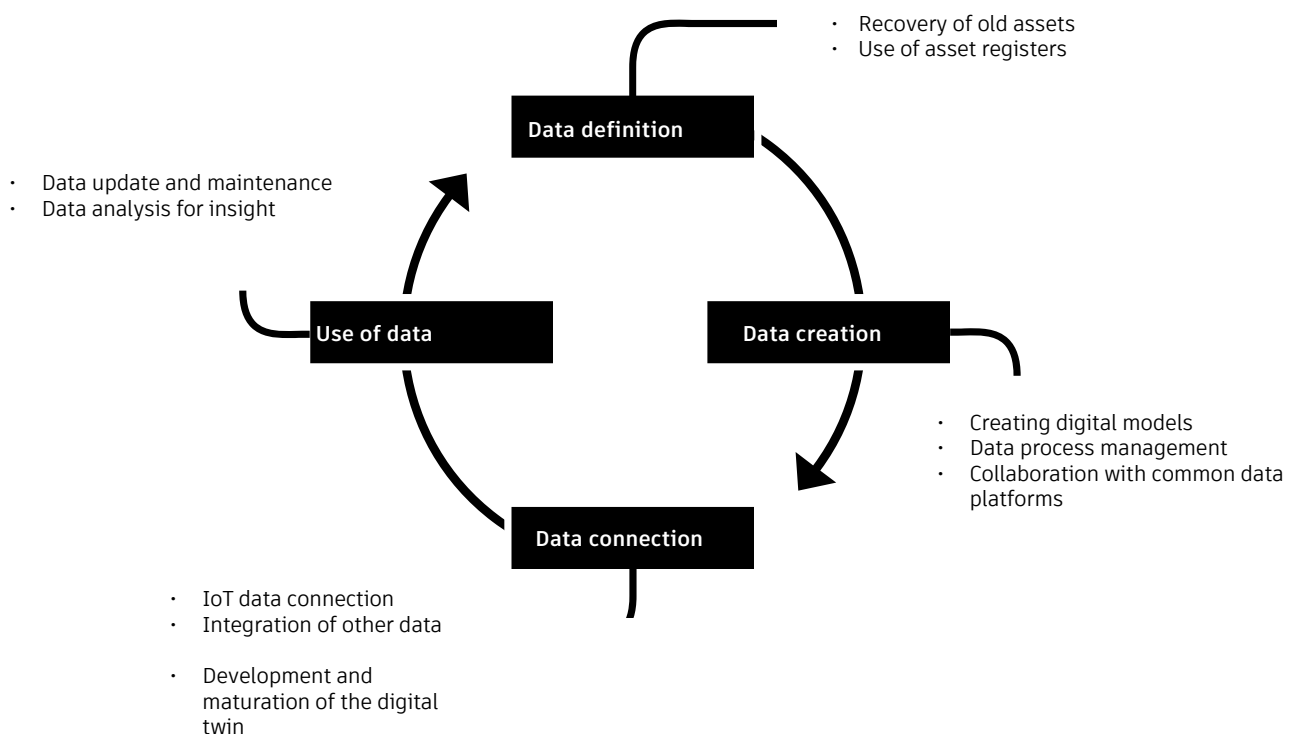 · Recovery of old assets
· Use of asset registers
Data definition
· Data update and maintenance
· Data analysis for insight
Use of data
Data creation
· Creating digital models
· Data process management
· Collaboration with common data
platforms
Data connection
· IoT data connection
· Integration of other data
· Development and
maturation of the digital
twin